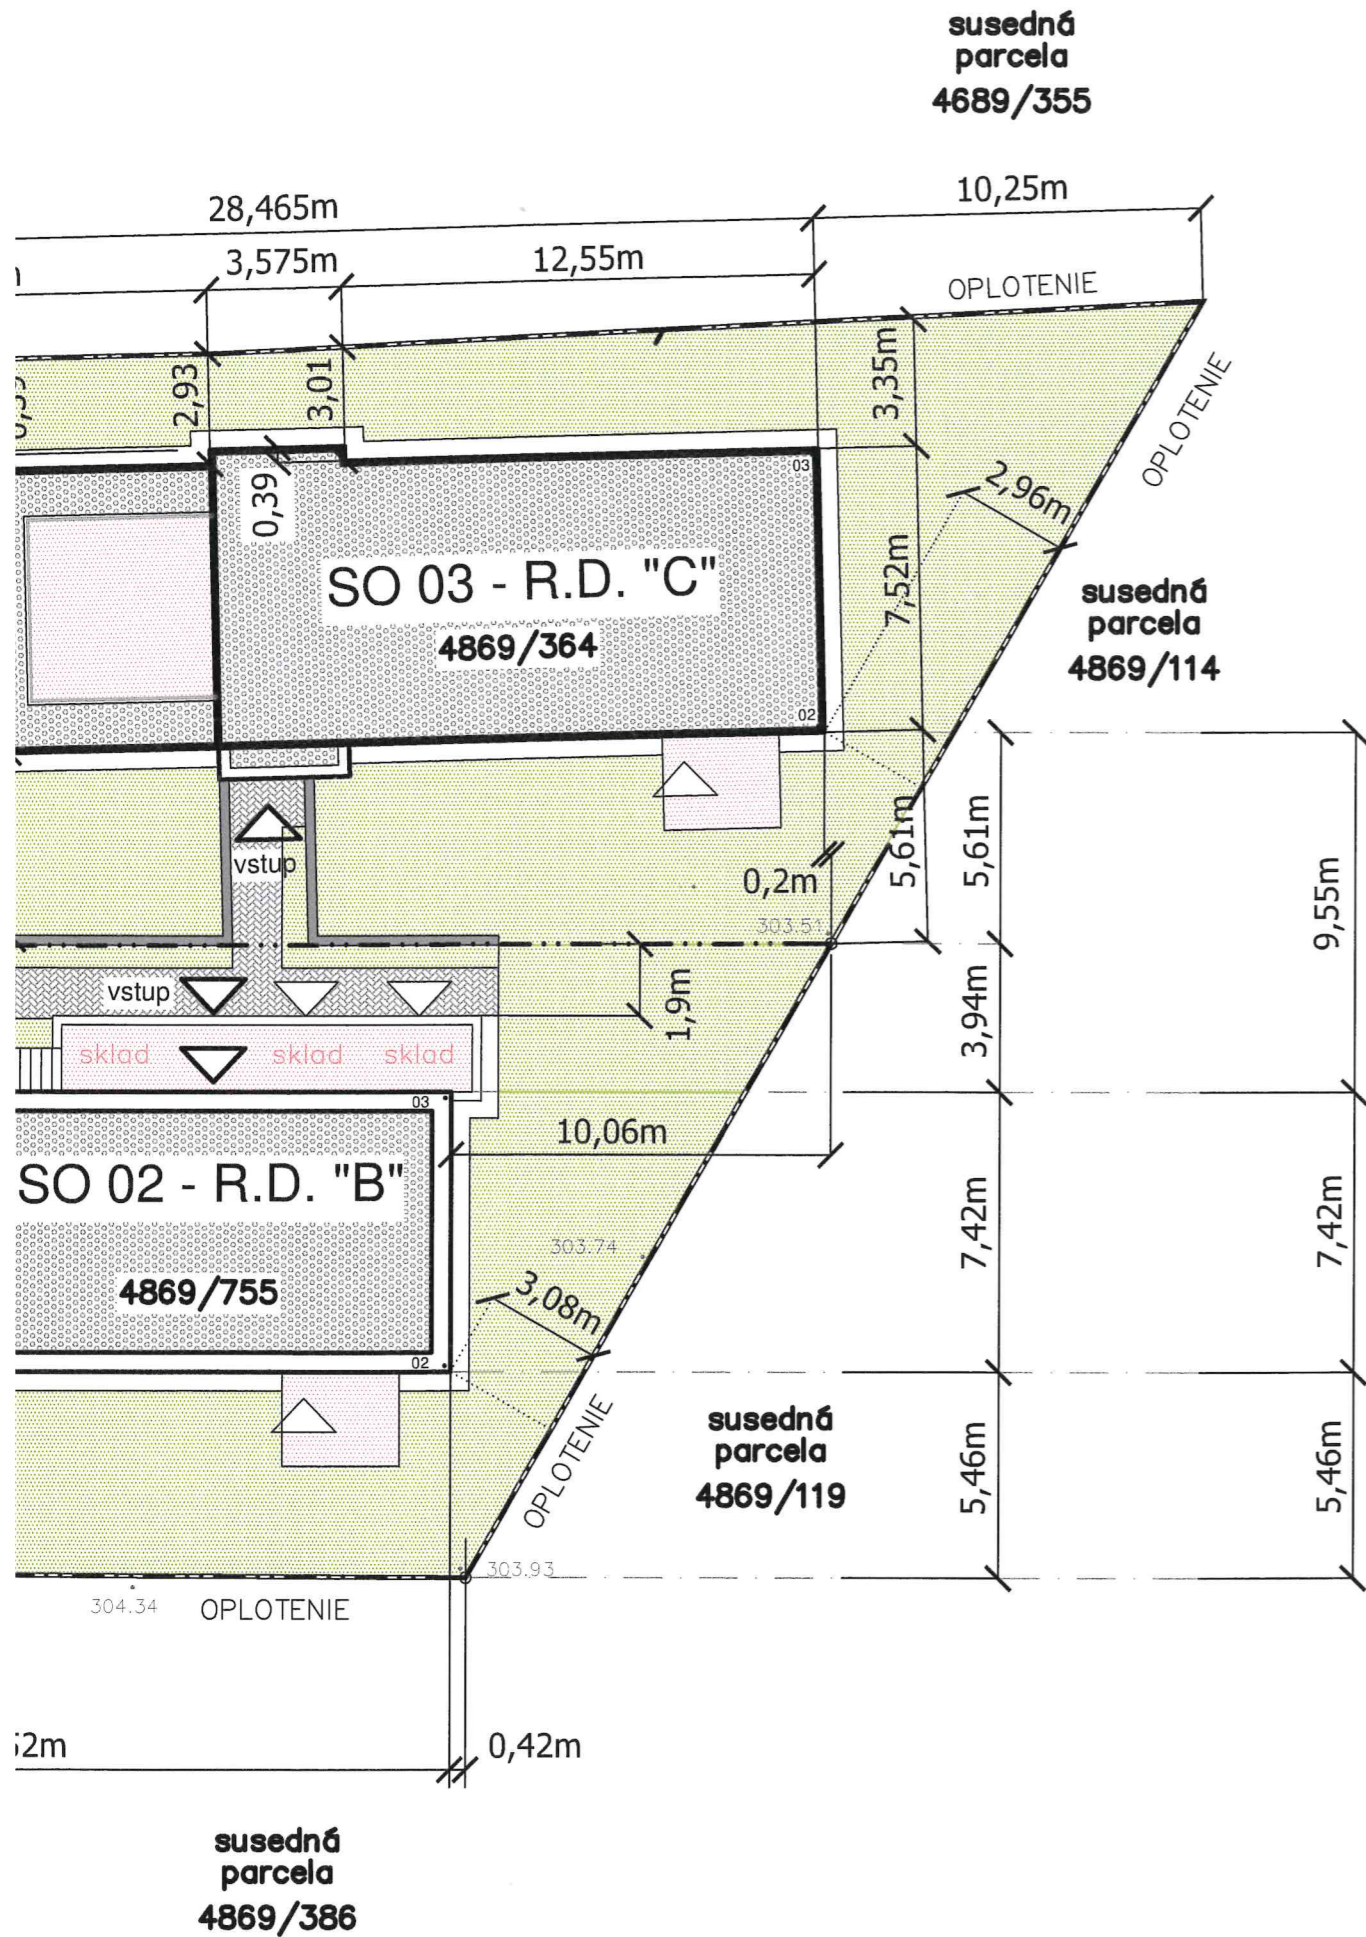 susedná
parcela
4689/355
28,465m
10,25m
3,575m
12,55m
OPLOTENIE
2,93
3,01
3,35m
OPLOTENIE
0,39
03
2,96m
SO 03 - R.D. "C"
4869/364
7,52m
susedná
parcela
4869/114
02
vstup
0,2m
5,61m
5,61m
9,55m
303.51
vstup
1,9m
3,94m
sklad
sklad
sklad
03
10,06m
SO 02 - R.D. "B"
7,42m
7,42m
303.74
4869/755
3,08m
02
OPLOTENIE
susedná
parcela
4869/119
5,46m
5,46m
303.93
304.34
OPLOTENIE
52m
0,42m
susedná
parcela
4869/386